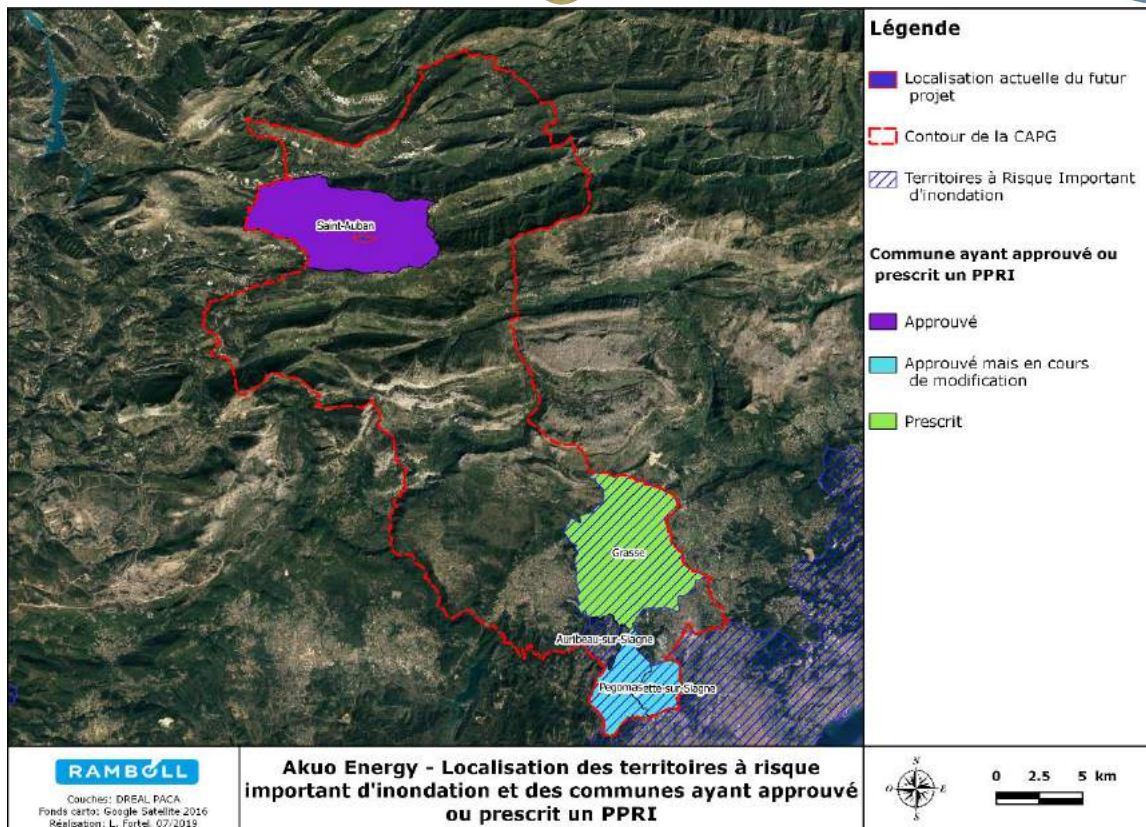 Saint-Auban
Grasse
Auribeau-sur-Siagne
Pegomas
ette-sur-Siagne
Légende
Localisation actuelle du futur
projet
Contour de la CAPG
Territoires à Risque Important
d'inondation
Commune ayant approuvé ou
prescrit un PPRI
Approuvé
Approuvé mais en cours
de modification
Prescrit
RAMBOLL
Couches: DREAL PACA
Fonds carto: Google Satellite 2016
Réalisation: L. Fortel, 07/2019
Akuo Energy - Localisation des territoires à risque
important d'inondation et des communes ayant approuvé
ou prescrit un PPRI
N
O
E
S
0 2.5 5 km